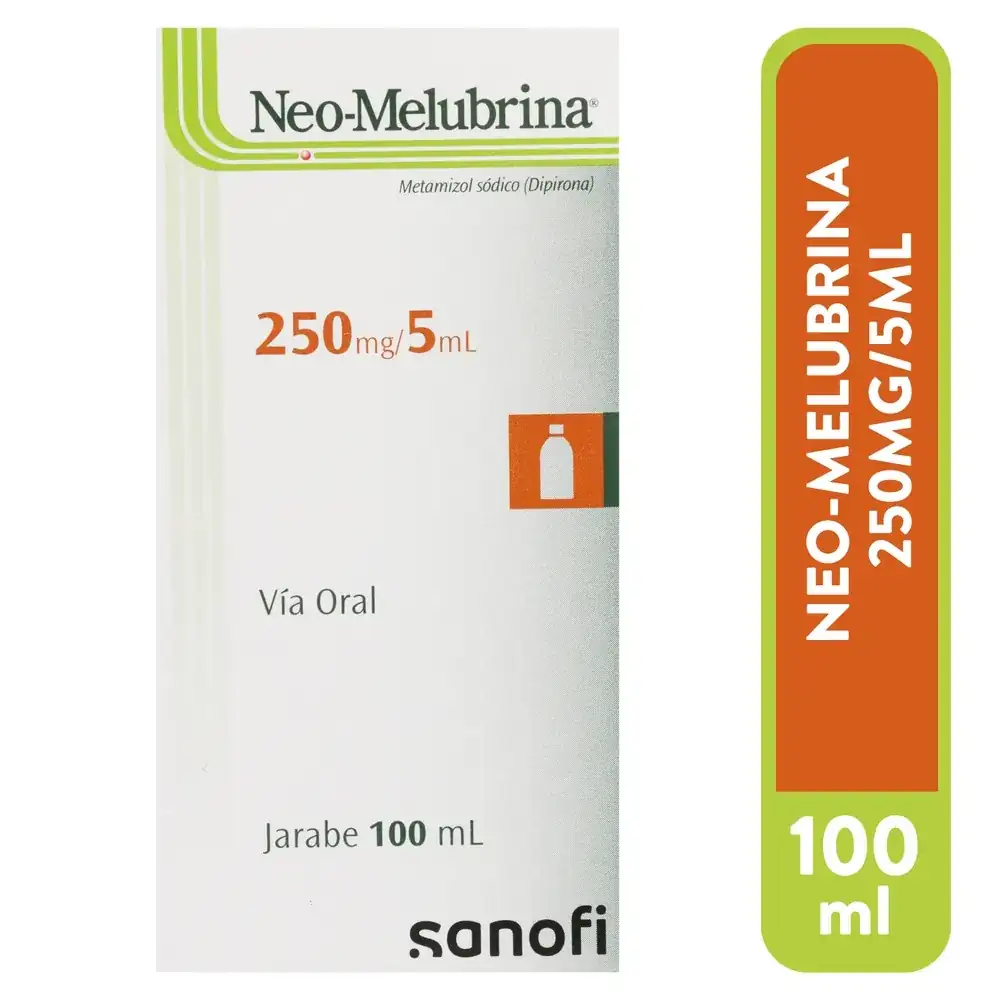 Neo-Melubrina®
Metamizol sódico (Dipirona)
250mg/5mL
Vía Oral
Jarabe 100 mL
sanofi
NEO-MELUBRINA
250MG/5ML
100
ml